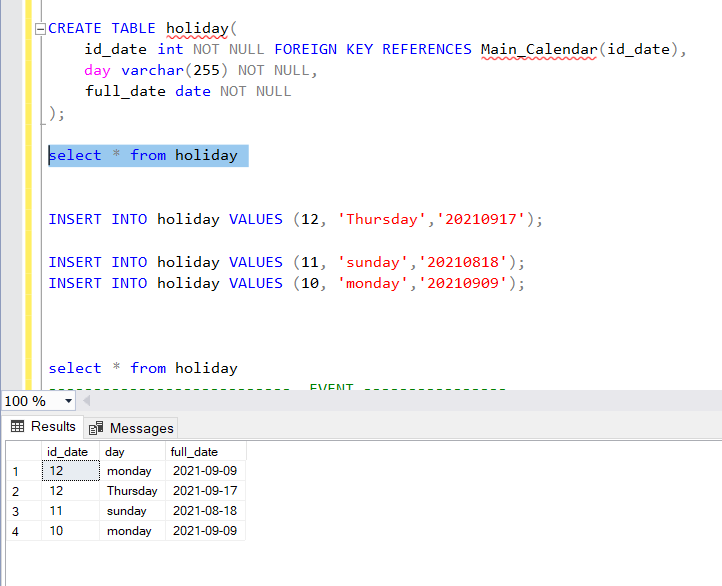 CREATE TABLE holiday(
id_date int NOT NULL FOREIGN KEY REFERENCES Main_Calendar(id_date),
day varchar(255) NOT NULL,
full_date date NOT NULL
);
select * from holiday
INSERT INTO holiday VALUES (12, 'Thursday','20210917');
INSERT INTO holiday VALUES (11, 'sunday','20210818');
INSERT INTO holiday VALUES (10, 'monday','20210909');
select * from holiday
--------------------------- EVENT ----------------
100 %
Results Messages
id_date day full_date
1 12 monday 2021-09-09
2 12 Thursday 2021-09-17
3 11 sunday 2021-08-18
4 10 monday 2021-09-09